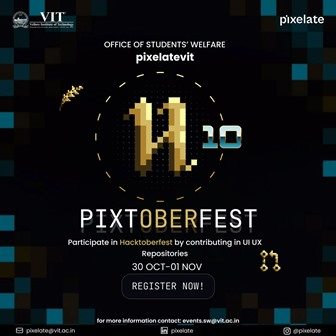 VIT
Vellore Institute of Technology
pixelate
OFFICE OF STUDENTS' WELFARE
pixelatevit
10
PIXTOBERFEST
Participate in Hacktoberfest by contributing in UI UX
Repositories
30 OCT-01 NOV
REGISTER NOW!
for more information contact: events.sw@vit.ac.in
pixelate@vit.ac.in
pixelate
@pixelate